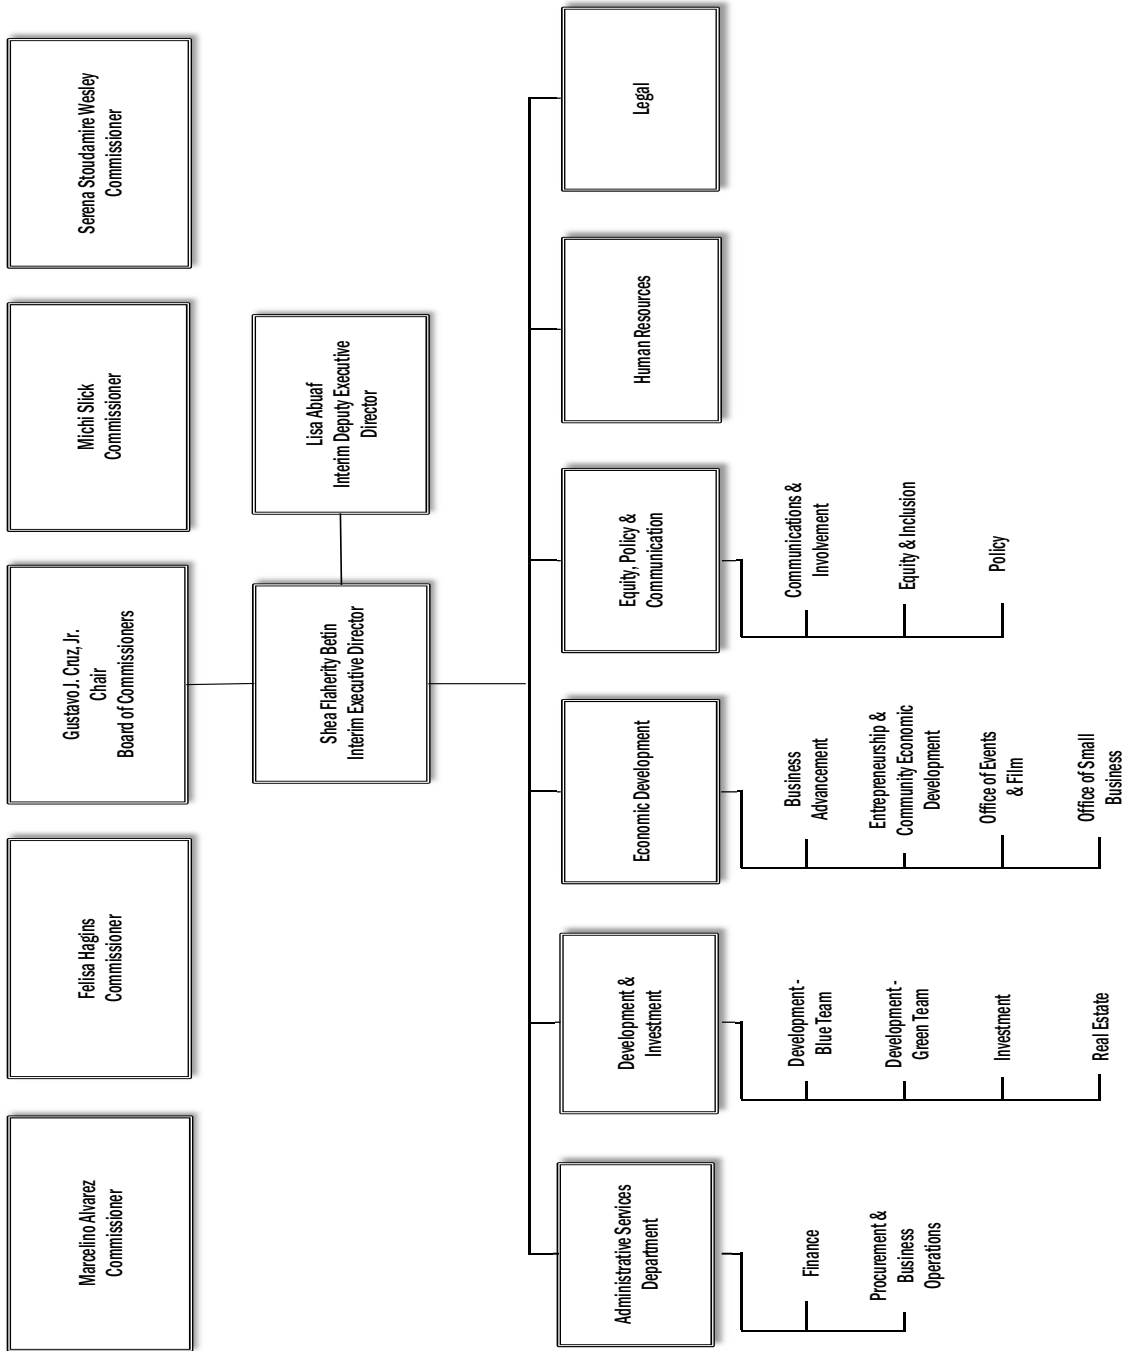 Marcelino Alvarez
Commissioner
Felisa Hagins
Commissioner
Gustavo J. Cruz, Jr.
Chair
Board of Commissioners
Michi Slick
Commissioner
Serena Stoudamire Wesley
Commissioner
Shea Flaherity Betin
Interim Executive Director
Lisa Abuaf
Interim Deputy Executive
Director
Administrative Services
Department
Finance
Procurement &
Business
Operations
Development &
Investment
Development -
Blue Team
Development -
Green Team
Investment
Real Estate
Economic Development
Business
Advancement
Entrepreneurship &
Community Economic
Development
Office of Events
& Film
Office of Small
Business
Equity, Policy &
Communication
Communications &
Involvement
Equity & Inclusion
Policy
Human Resources
Legal